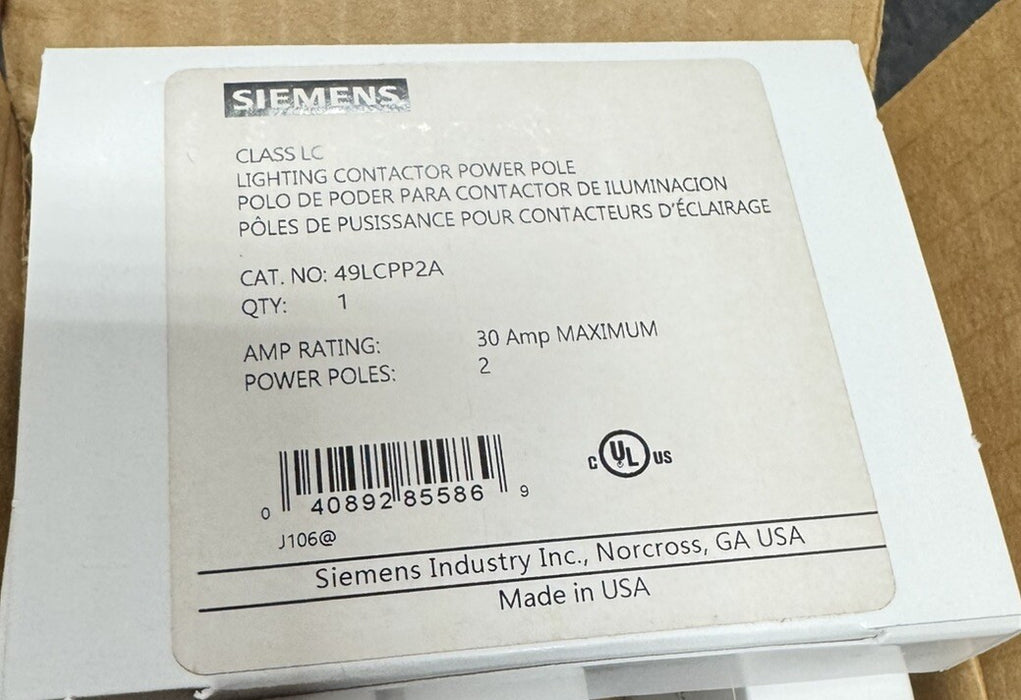 SIEMENS
CLASS LC
LIGHTING CONTACTOR POWER POLE
POLO DE PODER PARA CONTACTOR DE ILUMINACION
PÔLES DE PUSISSANCE POUR CONTACTEURS D'ÉCLAIRAGE
CAT. NO: 49LCPP2A
QTY: 1
AMP RATING: 30 Amp MAXIMUM
POWER POLES: 2
C UL US
0 40892 85586 9
J106@
Siemens Industry Inc., Norcross, GA USA
Made in USA